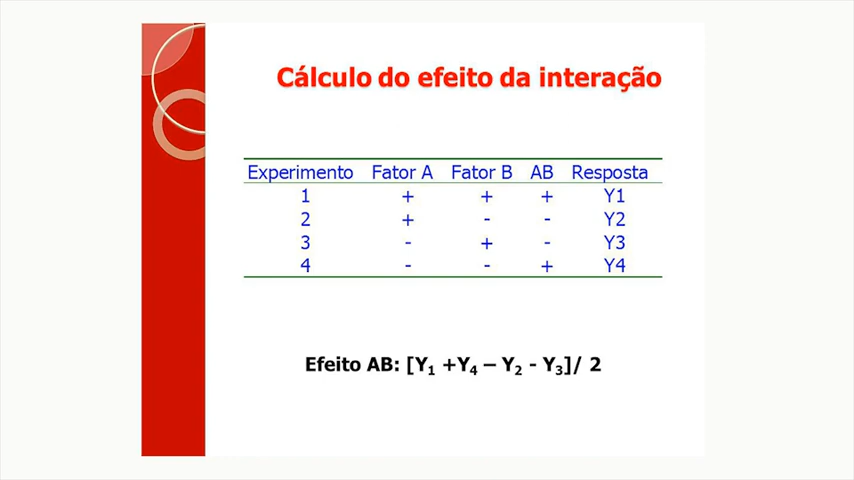 Cálculo do efeito da interação
Experimento Fator A Fator B AB Resposta
1 + + + Y1
2 + - - Y2
3 - + - Y3
4 - - + Y4
Efeito AB: [Y₁ +Y₄ – Y₂ - Y₃]/ 2